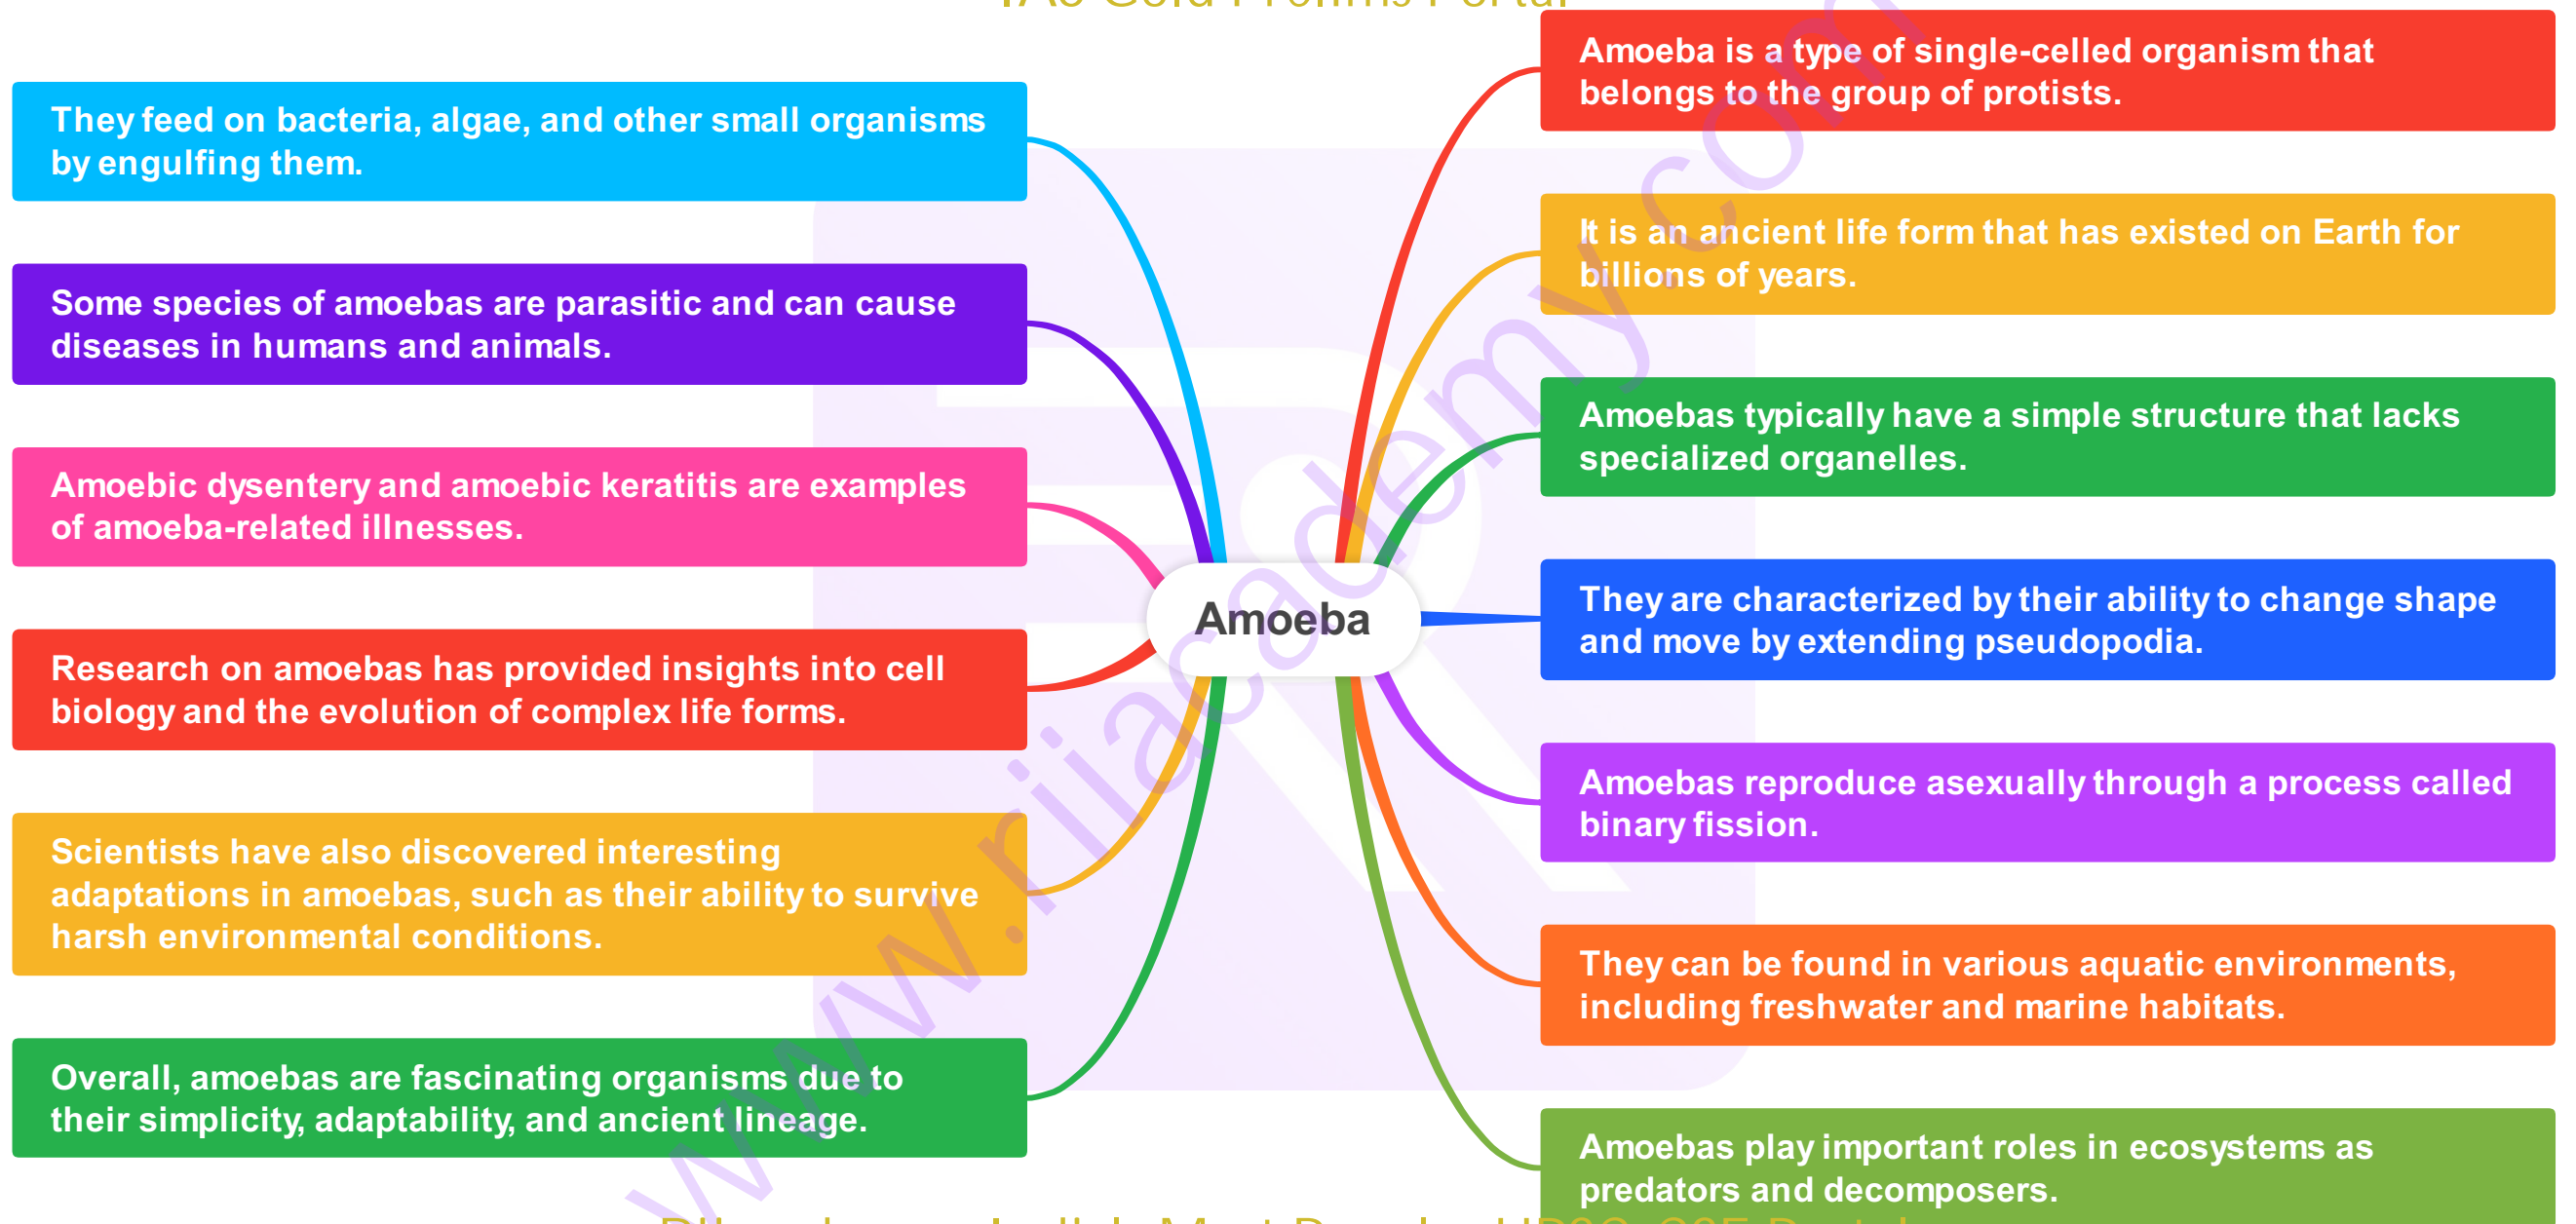 Amoeba is a type of single-celled organism that
belongs to the group of protists.
It is an ancient life form that has existed on Earth for
billions of years.
Amoebas typically have a simple structure that lacks
specialized organelles.
They are characterized by their ability to change shape
and move by extending pseudopodia.
Amoebas reproduce asexually through a process called
binary fission.
They can be found in various aquatic environments,
including freshwater and marine habitats.
Amoebas play important roles in ecosystems as
predators and decomposers.
They feed on bacteria, algae, and other small organisms
by engulfing them.
Some species of amoebas are parasitic and can cause
diseases in humans and animals.
Amoebic dysentery and amoebic keratitis are examples
of amoeba-related illnesses.
Research on amoebas has provided insights into cell
biology and the evolution of complex life forms.
Scientists have also discovered interesting
adaptations in amoebas, such as their ability to survive
harsh environmental conditions.
Overall, amoebas are fascinating organisms due to
their simplicity, adaptability, and ancient lineage.
Amoeba